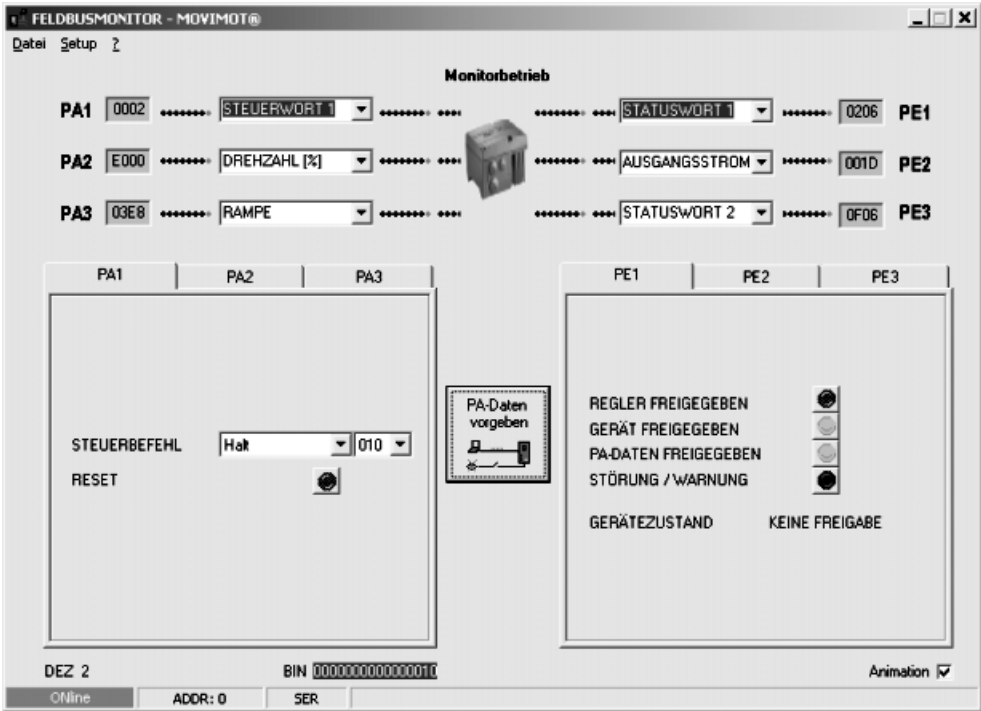 FELDBUSMONITOR - MOVIMOT®
Datei Setup ?
Monitorbetrieb
PA1 0002 STEUERWORT 1 STATUSWORT 1 0206 PE1
PA2 E000 DREHZAHL [%] AUSGANGSSTROM 001D PE2
PA3 03E8 RAMPE STATUSWORT 2 0F06 PE3
PA1 PA2 PA3 PE1 PE2 PE3
PA-Daten
vorgeben
STEUERBEFEHL Halt 010
RESET
REGLER FREIGEGEBEN
GERÄT FREIGEGEBEN
PA-DATEN FREIGEGEBEN
STÖRUNG / WARNUNG
GERÄTEZUSTAND KEINE FREIGABE
DEZ 2 BIN 0000000000000010 Animation
ONline ADDR: 0 SER